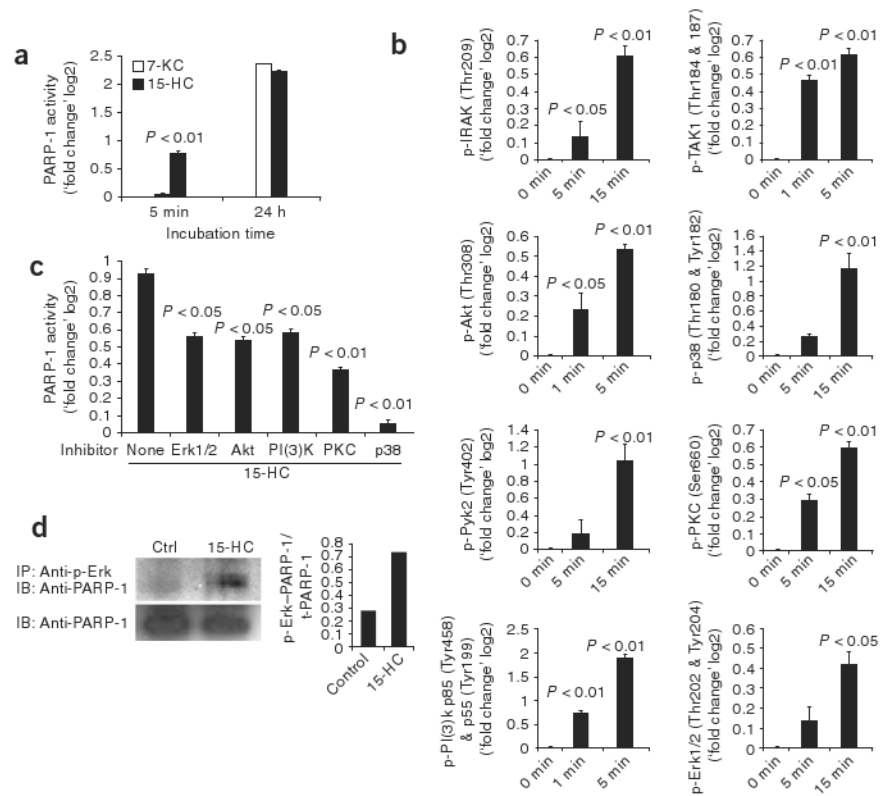 a
PARP-1 activity
('fold change' log2)
2.5
2
1.5
1
0.5
0
7-KC
15-HC
P < 0.01
5 min
24 h
Incubation time
b
p-IRAK (Thr209)
('fold change' log2)
0.7
0.6
0.5
0.4
0.3
0.2
0.1
0
P < 0.05
P < 0.01
0 min
5 min
15 min
p-TAK1 (Thr184 & 187)
('fold change' log2)
0.7
0.6
0.5
0.4
0.3
0.2
0.1
0
P < 0.01
P < 0.01
0 min
1 min
5 min
p-Akt (Thr308)
('fold change' log2)
0.6
0.5
0.4
0.3
0.2
0.1
0
P < 0.05
P < 0.01
0 min
1 min
5 min
p-p38 (Thr180 & Tyr182)
('fold change' log2)
1.6
1.4
1.2
1
0.8
0.6
0.4
0.2
0
P < 0.01
0 min
5 min
15 min
p-Pyk2 (Tyr402)
('fold change' log2)
1.4
1.2
1
0.8
0.6
0.4
0.2
0
P < 0.01
0 min
5 min
15 min
p-PKC (Ser660)
('fold change' log2)
0.7
0.6
0.5
0.4
0.3
0.2
0.1
0
P < 0.05
P < 0.01
0 min
5 min
15 min
p-PI(3)k p85 (Tyr458)
& p55 (Tyr199)
('fold change' log2)
2.5
2
1.5
1
0.5
0
P < 0.01
P < 0.01
0 min
1 min
5 min
p-Erk1/2 (Thr202 & Tyr204)
('fold change' log2)
0.6
0.5
0.4
0.3
0.2
0.1
0
P < 0.05
0 min
5 min
15 min
c
PARP-1 activity
('fold change' log2)
1
0.9
0.8
0.7
0.6
0.5
0.4
0.3
0.2
0.1
0
P < 0.05
P < 0.05
P < 0.05
P < 0.01
P < 0.01
Inhibitor None Erk1/2 Akt PI(3)K PKC p38
15-HC
d
Ctrl 15-HC
IP: Anti-p-Erk
IB: Anti-PARP-1
IB: Anti-PARP-1
p-Erk–PARP-1/
t-PARP-1
0.8
0.7
0.6
0.5
0.4
0.3
0.2
0.1
0
Control
15-HC